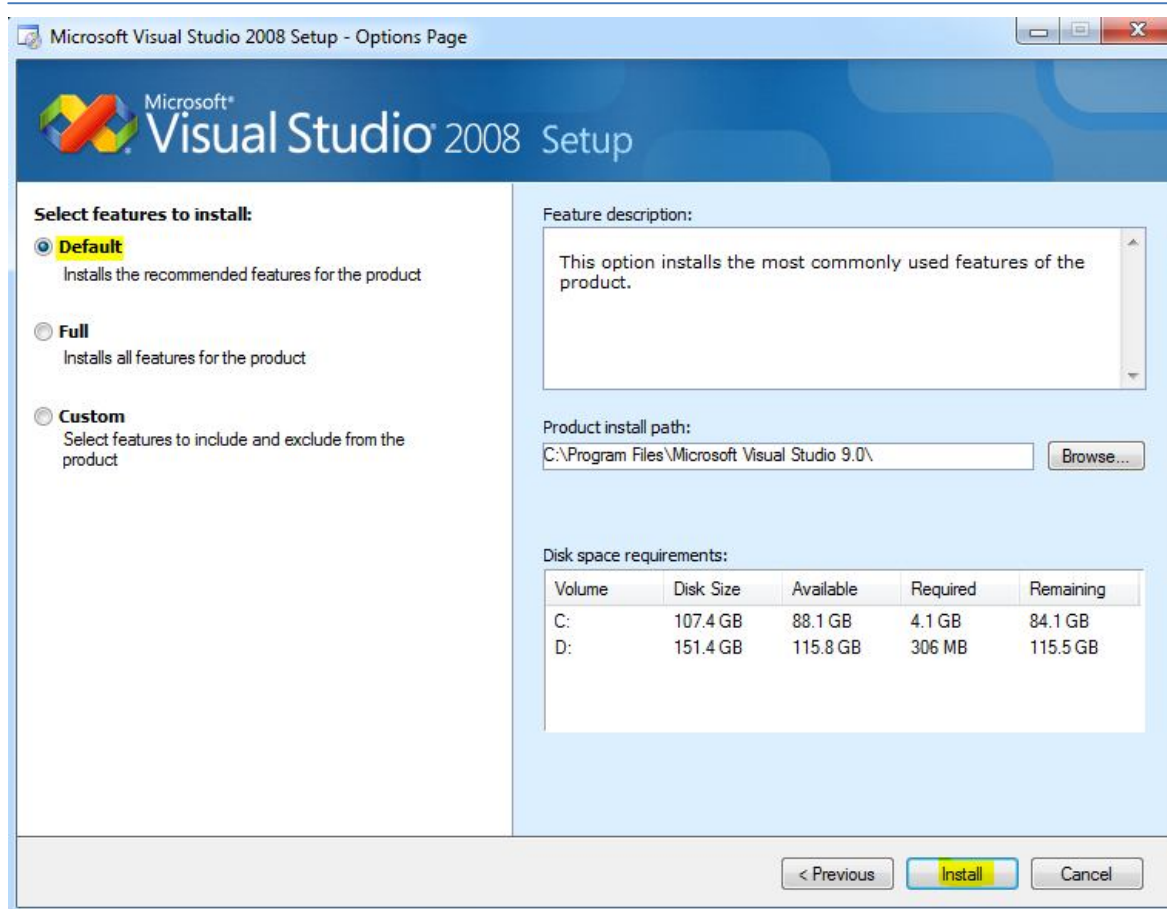 Microsoft Visual Studio 2008 Setup - Options Page
Microsoft®
Visual Studio® 2008 Setup
Select features to install:
Default
Installs the recommended features for the product
Full
Installs all features for the product
Custom
Select features to include and exclude from the
product
Feature description:
This option installs the most commonly used features of the
product.
Product install path:
C:\Program Files\Microsoft Visual Studio 9.0\
Browse...
Disk space requirements:
Volume Disk Size Available Required Remaining
C: 107.4 GB 88.1 GB 4.1 GB 84.1 GB
D: 151.4 GB 115.8 GB 306 MB 115.5 GB
< Previous Install Cancel